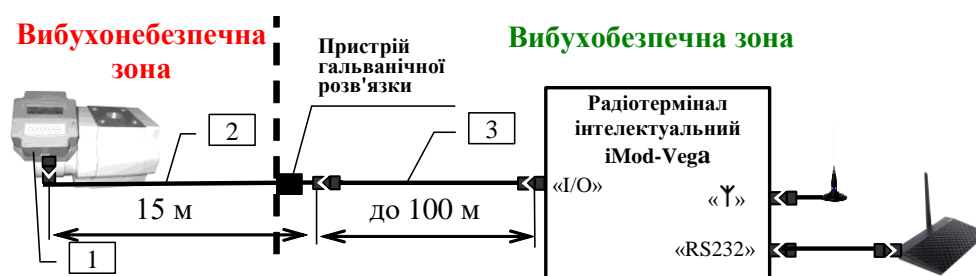 Вибухонебезпечна
зона
Вибухобезпечна зона
Пристрій
гальванічної
розв'язки
Радіотермінал
інтелектуальний
iMod-Vega
1
2
3
15 м
до 100 м
«I/O»
«Y»
«RS232»